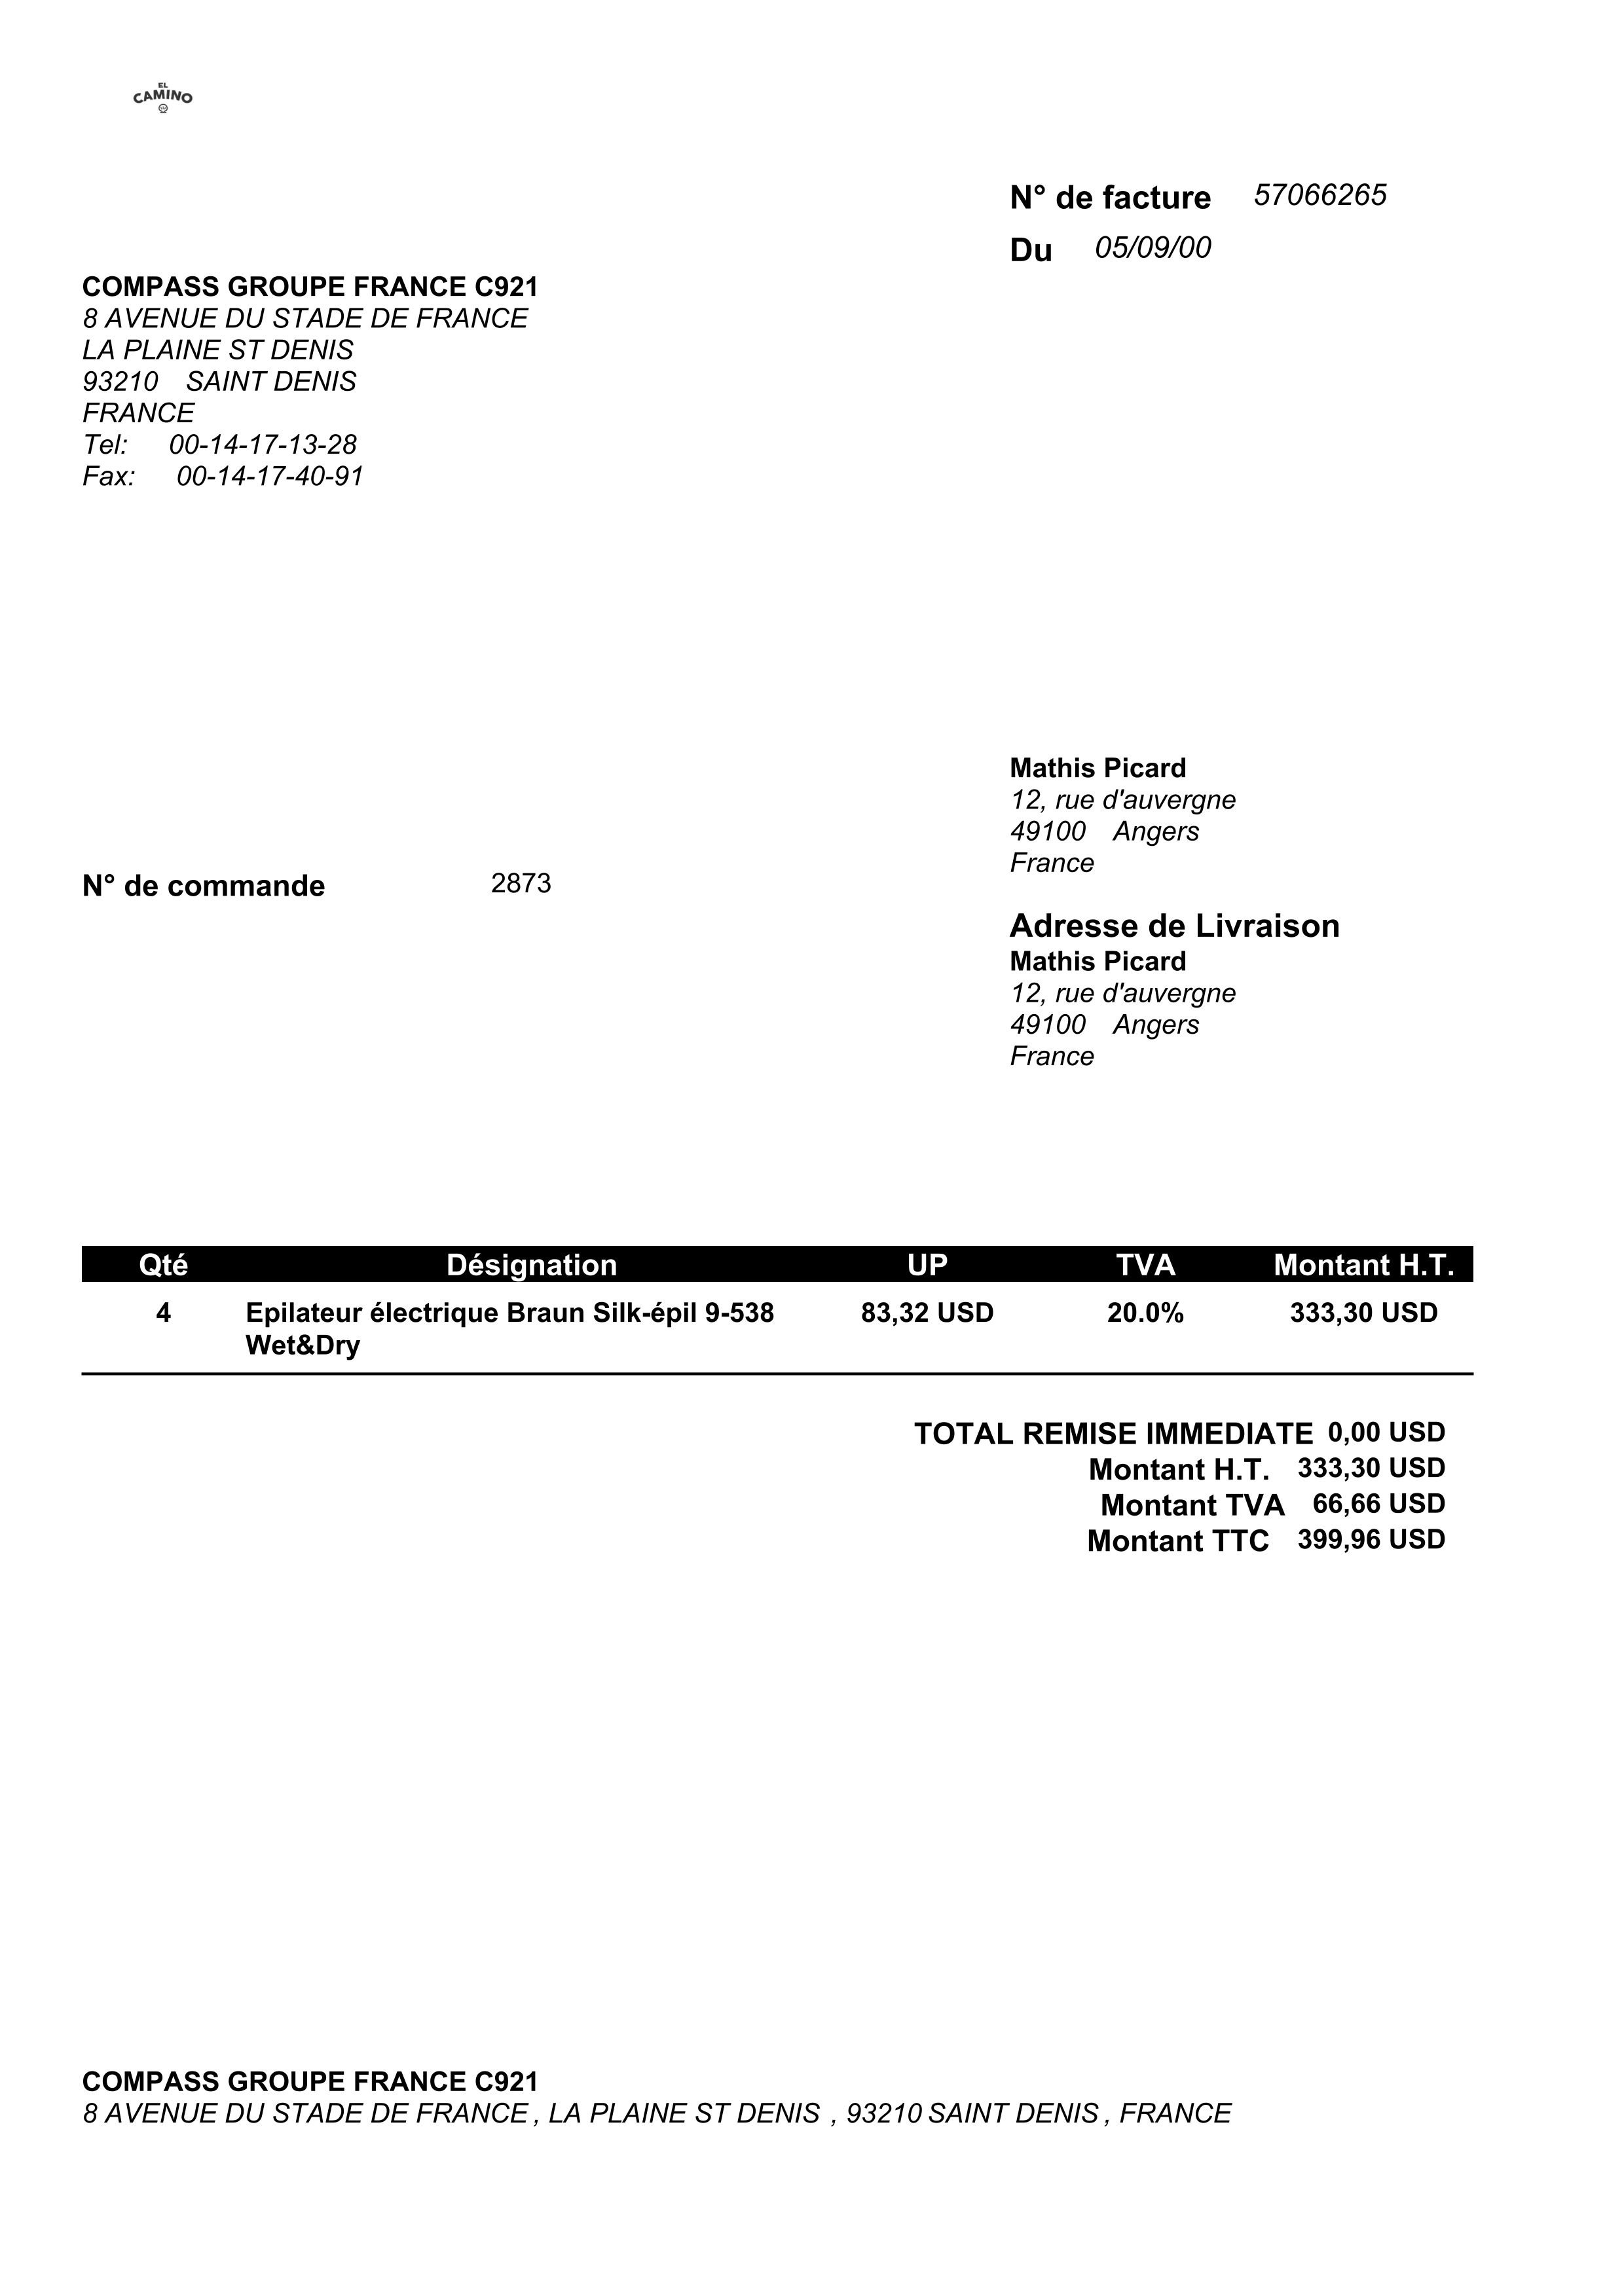 EL
CAMINO
N° de facture 57066265
Du 05/09/00
COMPASS GROUPE FRANCE C921
8 AVENUE DU STADE DE FRANCE
LA PLAINE ST DENIS
93210 SAINT DENIS
FRANCE
Tel: 00-14-17-13-28
Fax: 00-14-17-40-91
Mathis Picard
12, rue d'auvergne
49100 Angers
France
N° de commande 2873
Adresse de Livraison
Mathis Picard
12, rue d'auvergne
49100 Angers
France
Qté Désignation UP TVA Montant H.T.
4 Epilateur électrique Braun Silk-épil 9-538 83,32 USD 20.0% 333,30 USD
Wet&Dry
TOTAL REMISE IMMEDIATE 0,00 USD
Montant H.T. 333,30 USD
Montant TVA 66,66 USD
Montant TTC 399,96 USD
COMPASS GROUPE FRANCE C921
8 AVENUE DU STADE DE FRANCE , LA PLAINE ST DENIS , 93210 SAINT DENIS , FRANCE